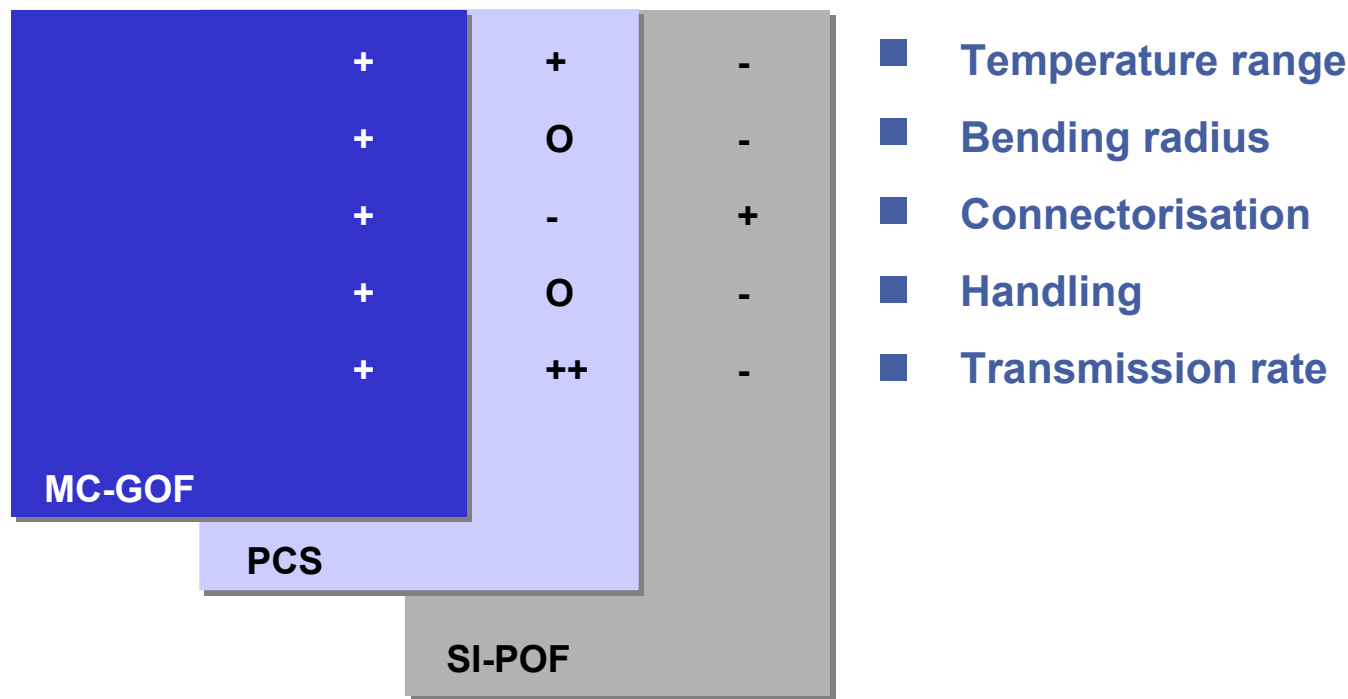 + + - Temperature range
+ O - Bending radius
+ - + Connectorisation
+ O - Handling
+ ++ - Transmission rate
MC-GOF
PCS
SI-POF